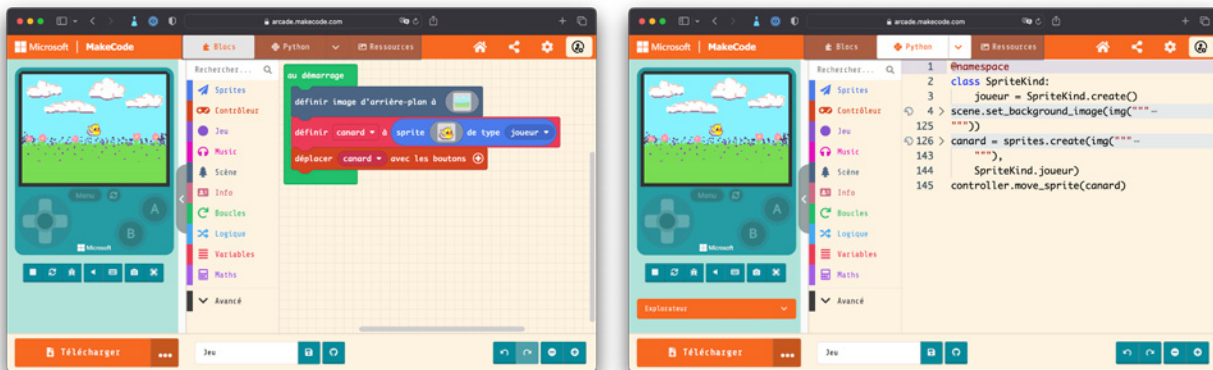 arcade.makecode.com
Microsoft | MakeCode
Blocs
Python
Ressources
Rechercher...
Sprites
Contrôleur
Jeu
Music
Scène
Info
Boucles
Logique
Variables
Maths
Avancé
Menu
A
B
Microsoft
au démarrage
définir image d'arrière-plan à
définir canard à sprite de type joueur
déplacer canard avec les boutons
Télécharger
Jeu
arcade.makecode.com
Microsoft | MakeCode
Blocs
Python
Ressources
Rechercher...
Sprites
Contrôleur
Jeu
Music
Scène
Info
Boucles
Logique
Variables
Maths
Avancé
Menu
A
B
Microsoft
Explorateur
1 @namespace
2 class SpriteKind:
3 joueur = SpriteKind.create()
4 > scene.set_background_image(img("""⋯
125 """))
126 > canard = sprites.create(img("""⋯
143 """),
144 SpriteKind.joueur)
145 controller.move_sprite(canard)
Télécharger
Jeu